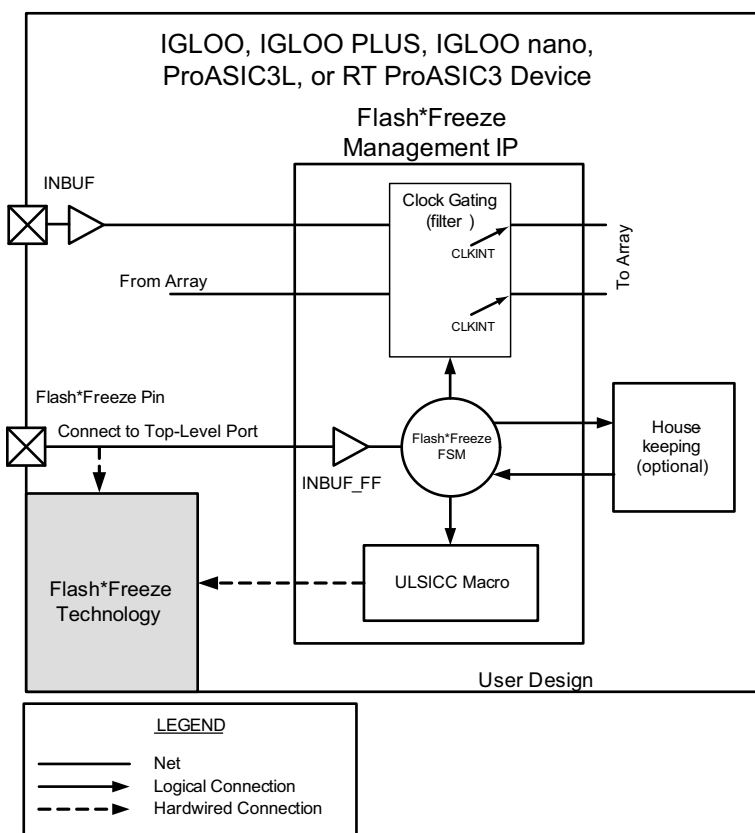 IGLOO, IGLOO PLUS, IGLOO nano,
ProASIC3L, or RT ProASIC3 Device
Flash*Freeze
Management IP
INBUF
Clock Gating
(filter )
CLKINT
From Array
CLKINT
To Array
Flash*Freeze Pin
Connect to Top-Level Port
INBUF_FF
Flash*Freeze
FSM
House
keeping
(optional)
Flash*Freeze
Technology
ULSICC Macro
User Design
LEGEND
Net
Logical Connection
Hardwired Connection